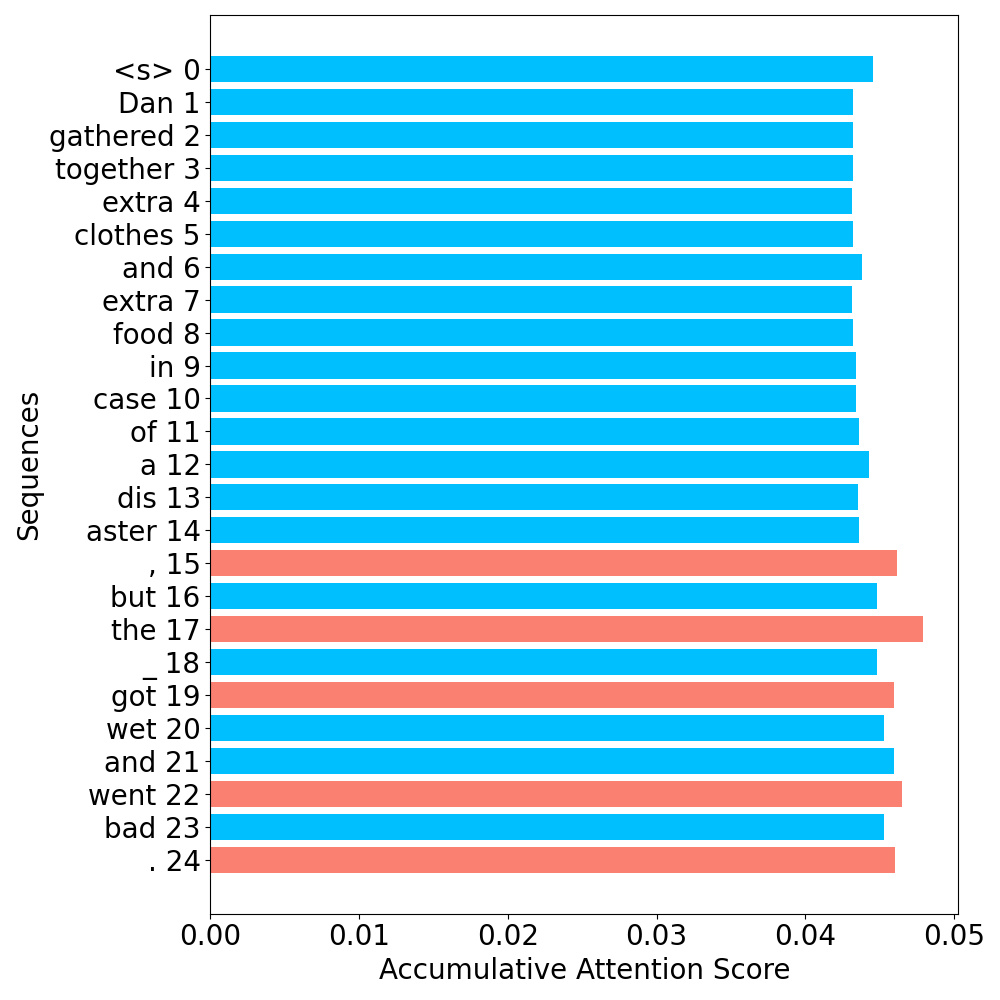 <s> 0
Dan 1
gathered 2
together 3
extra 4
clothes 5
and 6
extra 7
food 8
in 9
case 10
of 11
a 12
dis 13
aster 14
, 15
but 16
the 17
_ 18
got 19
wet 20
and 21
went 22
bad 23
. 24
Sequences
0.00 0.01 0.02 0.03 0.04 0.05
Accumulative Attention Score